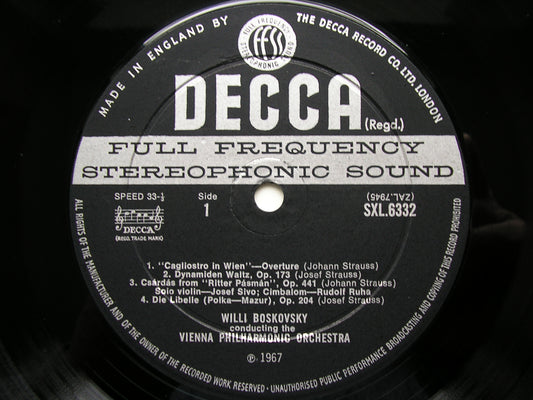 MADE IN ENGLAND BY
THE DECCA RECORD CO. LTD. LONDON
FULL FREQUENCY
ffss
STEREOPHONIC SOUND
DECCA
(Regd.)
FULL FREQUENCY
STEREOPHONIC SOUND
SPEED 33-⅓
Side
1
(ZAL.7945)
SXL.6332
DECCA
(REGD. TRADE MARK)
1. "Cagliostro in Wien"—Overture (Johann Strauss)
2. Dynamiden Waltz, Op. 173 (Josef Strauss)
3. Csárdás from "Ritter Pásmán", Op. 441 (Johann Strauss)
Solo violin—Josef Sivo; Cimbalom—Rudolf Ruha
4. Die Libelle (Polka—Mazur), Op. 204 (Josef Strauss)
WILLI BOSKOVSKY
conducting the
VIENNA PHILHARMONIC ORCHESTRA
℗ 1967
ALL RIGHTS OF THE MANUFACTURER AND OF THE OWNER OF THE RECORDED WORK RESERVED · UNAUTHORISED PUBLIC PERFORMANCE BROADCASTING AND COPYING OF THIS RECORD PROHIBITED